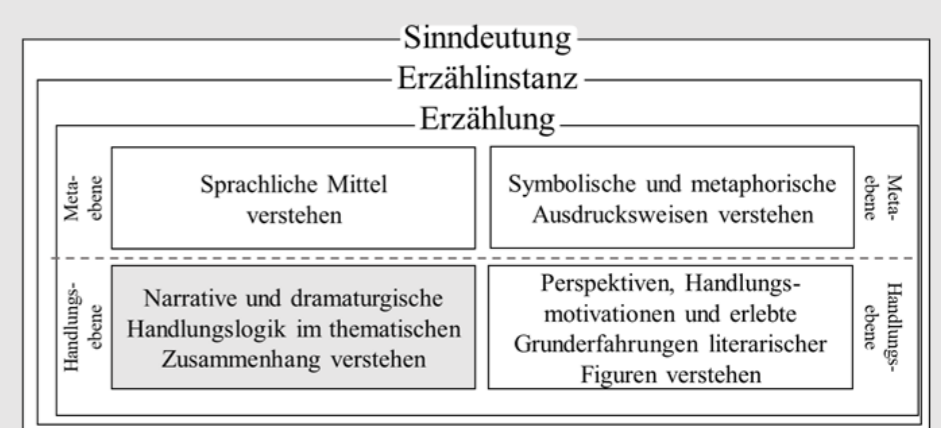 Sinndeutung
Erzählinstanz
Erzählung
Meta-
ebene
Sprachliche Mittel
verstehen
Symbolische und metaphorische
Ausdrucksweisen verstehen
Meta-
ebene
Handlungs-
ebene
Narrative und dramaturgische
Handlungslogik im thematischen
Zusammenhang verstehen
Perspektiven, Handlungs-
motivationen und erlebte
Grunderfahrungen literarischer
Figuren verstehen
Handlungs-
ebene